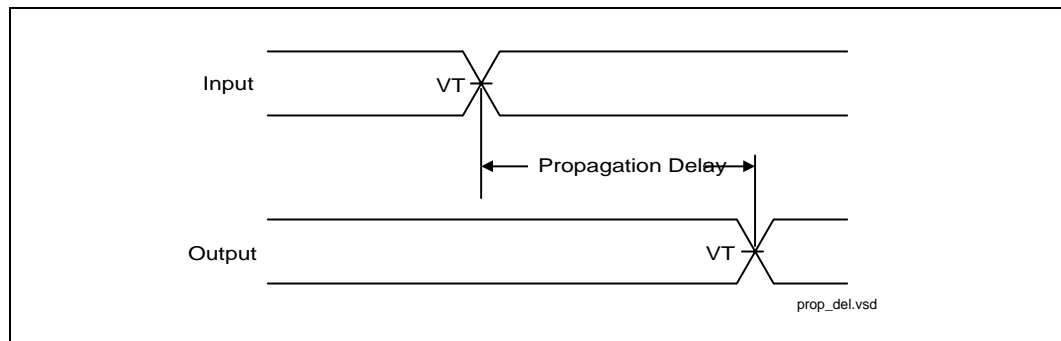 Input
VT
Propagation Delay
Output
VT
prop_del.vsd